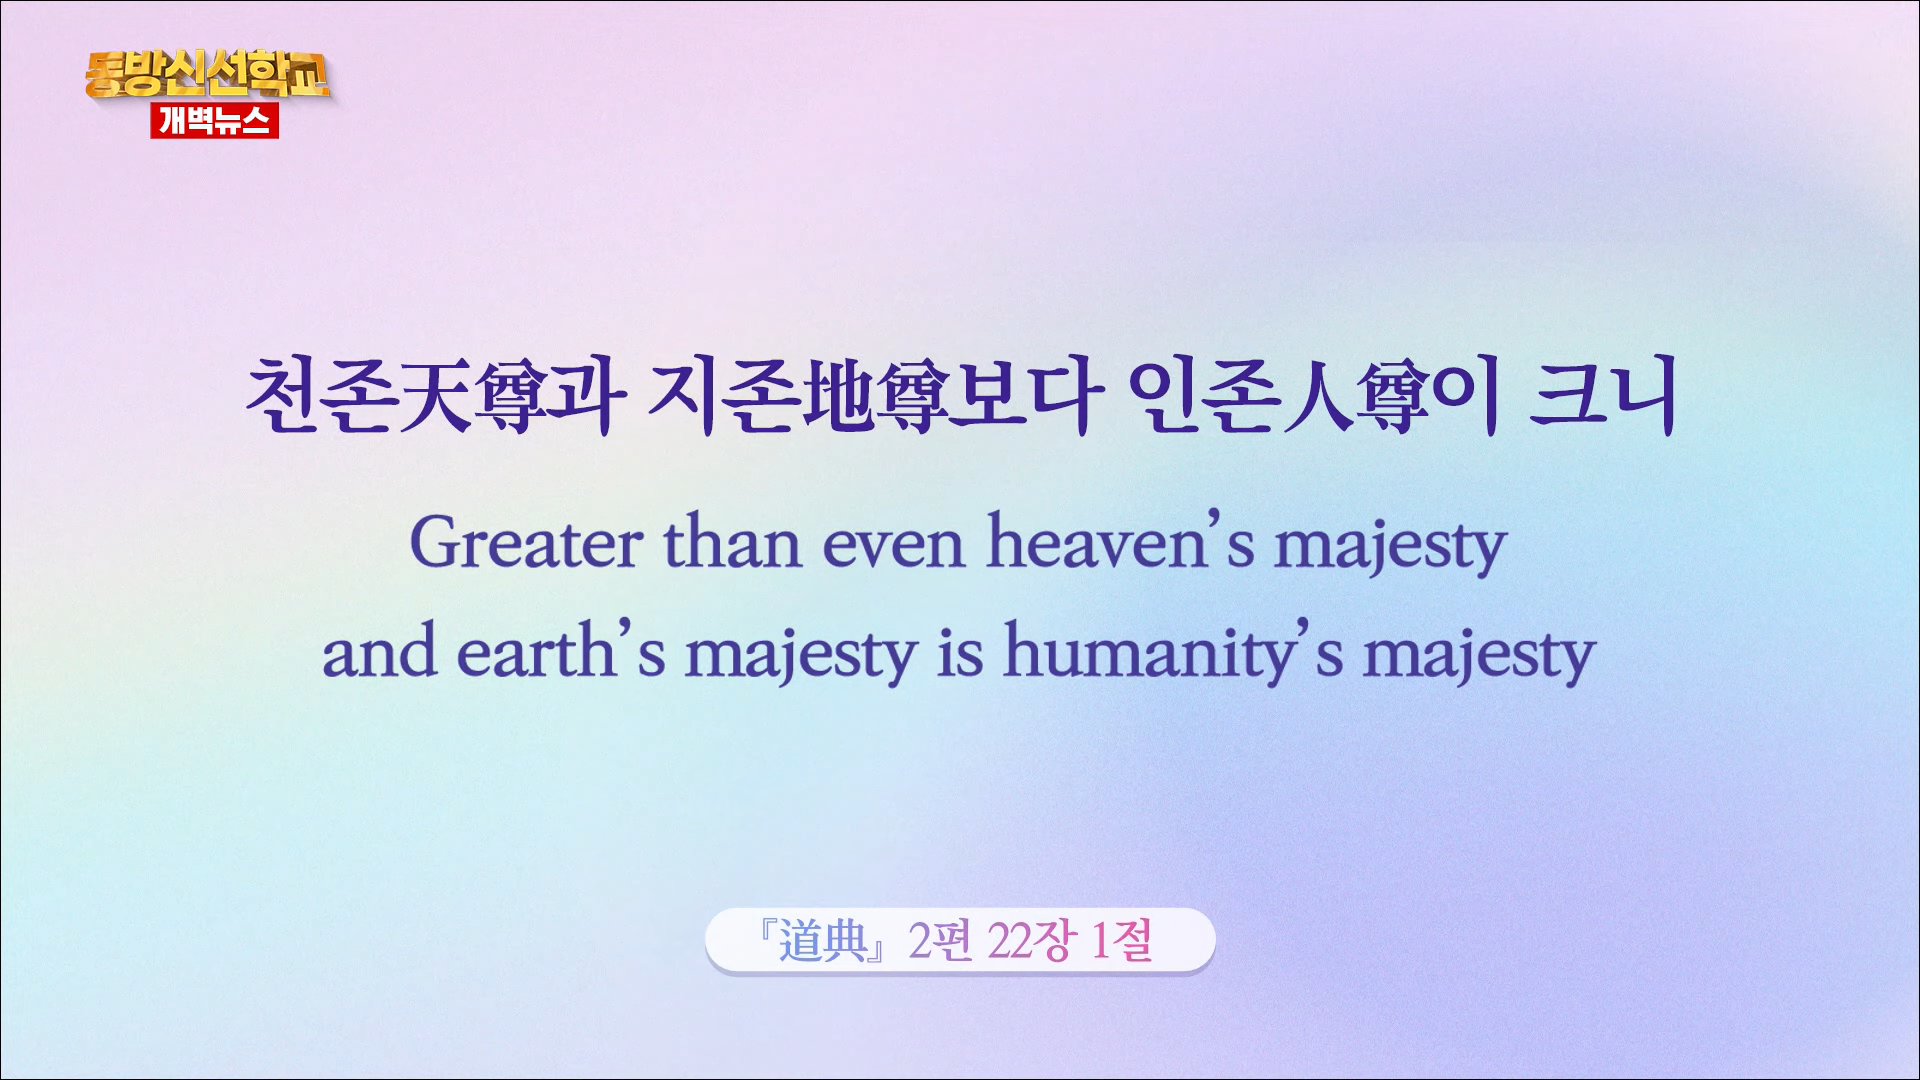 동방신선학교
개벽뉴스
천존天尊과 지존地尊보다 인존人尊이 크니
Greater than even heaven’s majesty
and earth’s majesty is humanity’s majesty
『道典』 2편 22장 1절